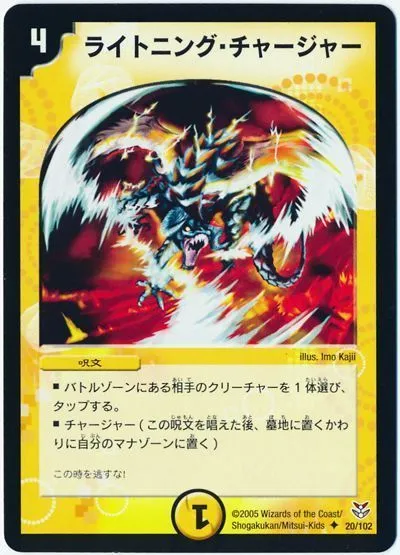 4
ライトニング・チャージャー
illus. Imo Kajii
呪文
■ バトルゾーンにある相手のクリーチャーを1体選び、
タップする。
■ チャージャー(この呪文を唱えた後、墓地に置くかわ
りに自分のマナゾーンに置く)
この時を逃すな!
1
©2005 Wizards of the Coast/
Shogakukan/Mitsui-Kids ✦ 20/102